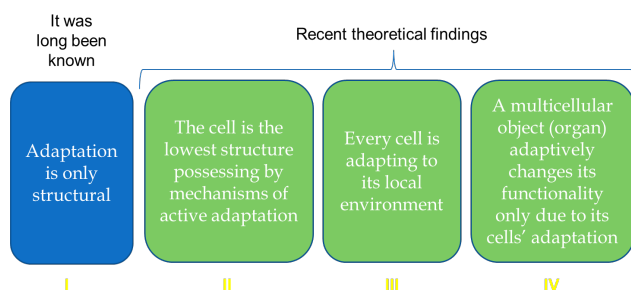 It was
long been
known
Recent theoretical findings
Adaptation
is only
structural
The cell is the
lowest structure
possessing by
mechanisms of
active adaptation
Every cell is
adapting to
its local
environment
A multicellular
object (organ)
adaptively
changes its
functionality
only due to its
cells’ adaptation
I
II
III
IV